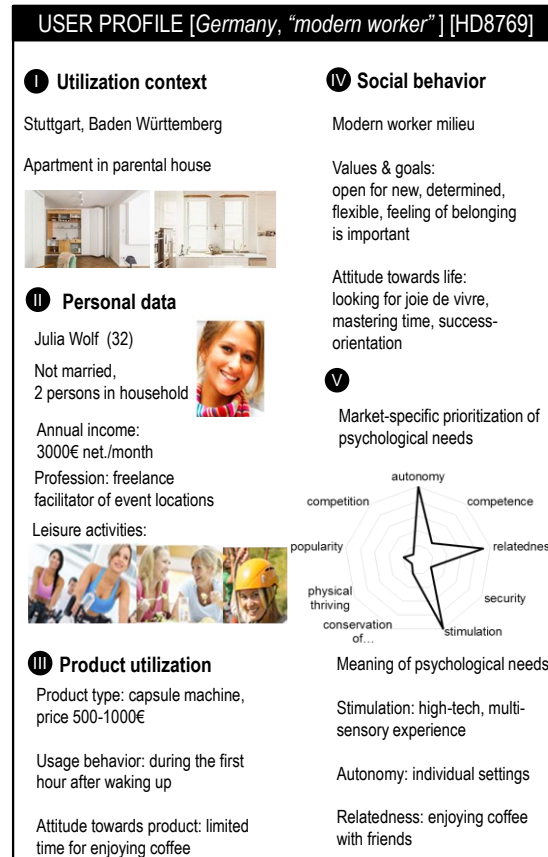 USER PROFILE [Germany, “modern worker” ] [HD8769]
I Utilization context
Stuttgart, Baden Württemberg
Apartment in parental house
II Personal data
Julia Wolf (32)
Not married,
2 persons in household
Annual income:
3000€ net./month
Profession: freelance
facilitator of event locations
Leisure activities:
III Product utilization
Product type: capsule machine,
price 500-1000€
Usage behavior: during the first
hour after waking up
Attitude towards product: limited
time for enjoying coffee
IV Social behavior
Modern worker milieu
Values & goals:
open for new, determined,
flexible, feeling of belonging
is important
Attitude towards life:
looking for joie de vivre,
mastering time, success-
orientation
V
Market-specific prioritization of
psychological needs
autonomy
competition
competence
popularity
relatednes
physical
thriving
security
conservation
of…
stimulation
Meaning of psychological needs
Stimulation: high-tech, multi-
sensory experience
Autonomy: individual settings
Relatedness: enjoying coffee
with friends